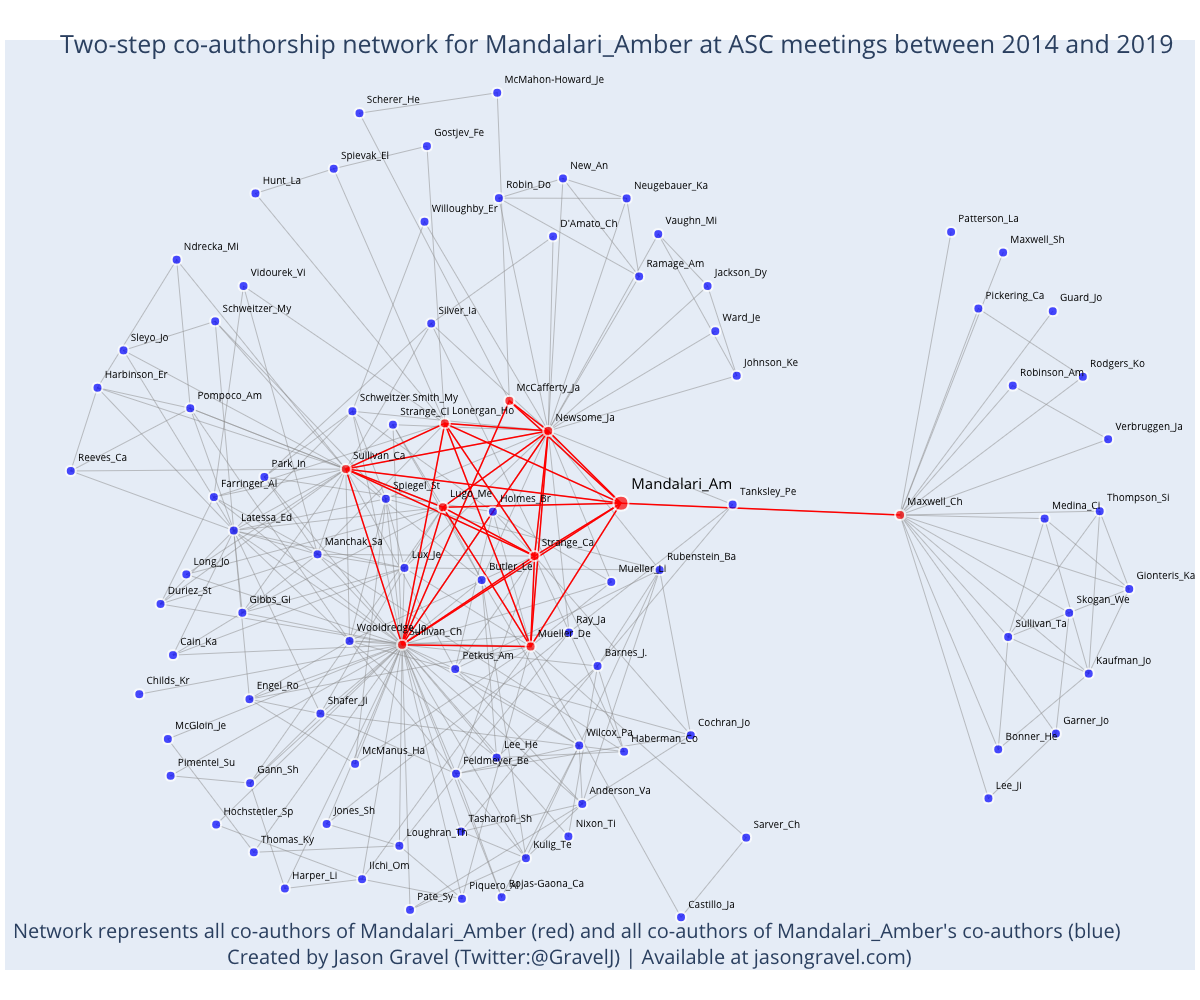 Two-step co-authorship network for Mandalari_Amber at ASC meetings between 2014 and 2019
McMahon-Howard_Je
Scherer_He
Gostjev_Fe
Spievak_El
New_An
Hunt_La
Robin_Do
Neugebauer_Ka
Willoughby_Er
Patterson_La
D'Amato_Ch
Vaughn_Mi
Maxwell_Sh
Ndrecka_Mi
Ramage_Am
Vidourek_Vi
Jackson_Dy
Pickering_Ca
Guard_Jo
Schweitzer_My
Silver_Ia
Ward_Je
Sleyo_Jo
Johnson_Ke
Rodgers_Ko
Harbinson_Er
Robinson_Am
McCafferty_Ja
Pompoco_Am
Schweitzer Smith_My
Strange_Cl
Lonergan_Ho
Newsome_Ja
Verbruggen_Ja
Sullivan_Ca
Reeves_Ca
Park_In
Farringer_Al
Spiegel_St
Mandalari_Am
Lugo_Me
Holmes_Br
Tanksley_Pe
Maxwell_Ch
Medina_Ci
Thompson_Si
Latessa_Ed
Manchak_Sa
Strange_Ca
Lux_Je
Rubenstein_Ba
Long_Jo
Butler_Le
Mueller_Li
Gionteris_Ka
Duriez_St
Gibbs_Gi
Skogan_We
Ray_Ja
Sullivan_Ta
Wooldredge_Jo
Sullivan_Ch
Mueller_De
Cain_Ka
Petkus_Am
Barnes_J.
Kaufman_Jo
Childs_Kr
Engel_Ro
Shafer_Ji
Cochran_Jo
Garner_Jo
McGloin_Je
Wilcox_Pa
Haberman_Co
Bonner_He
McManus_Ha
Lee_He
Feldmeyer_Be
Pimentel_Su
Gann_Sh
Anderson_Va
Lee_Ji
Hochstetler_Sp
Jones_Sh
Tasharrofi_Sh
Nixon_Ti
Sarver_Ch
Thomas_Ky
Loughran_Th
Kulig_Te
Harper_Li
Ilchi_Om
Pate_Sy
Piquero_Al
Rojas-Gaona_Ca
Castillo_Ja
Network represents all co-authors of Mandalari_Amber (red) and all co-authors of Mandalari_Amber's co-authors (blue)
Created by Jason Gravel (Twitter:@GravelJ) | Available at jasongravel.com)